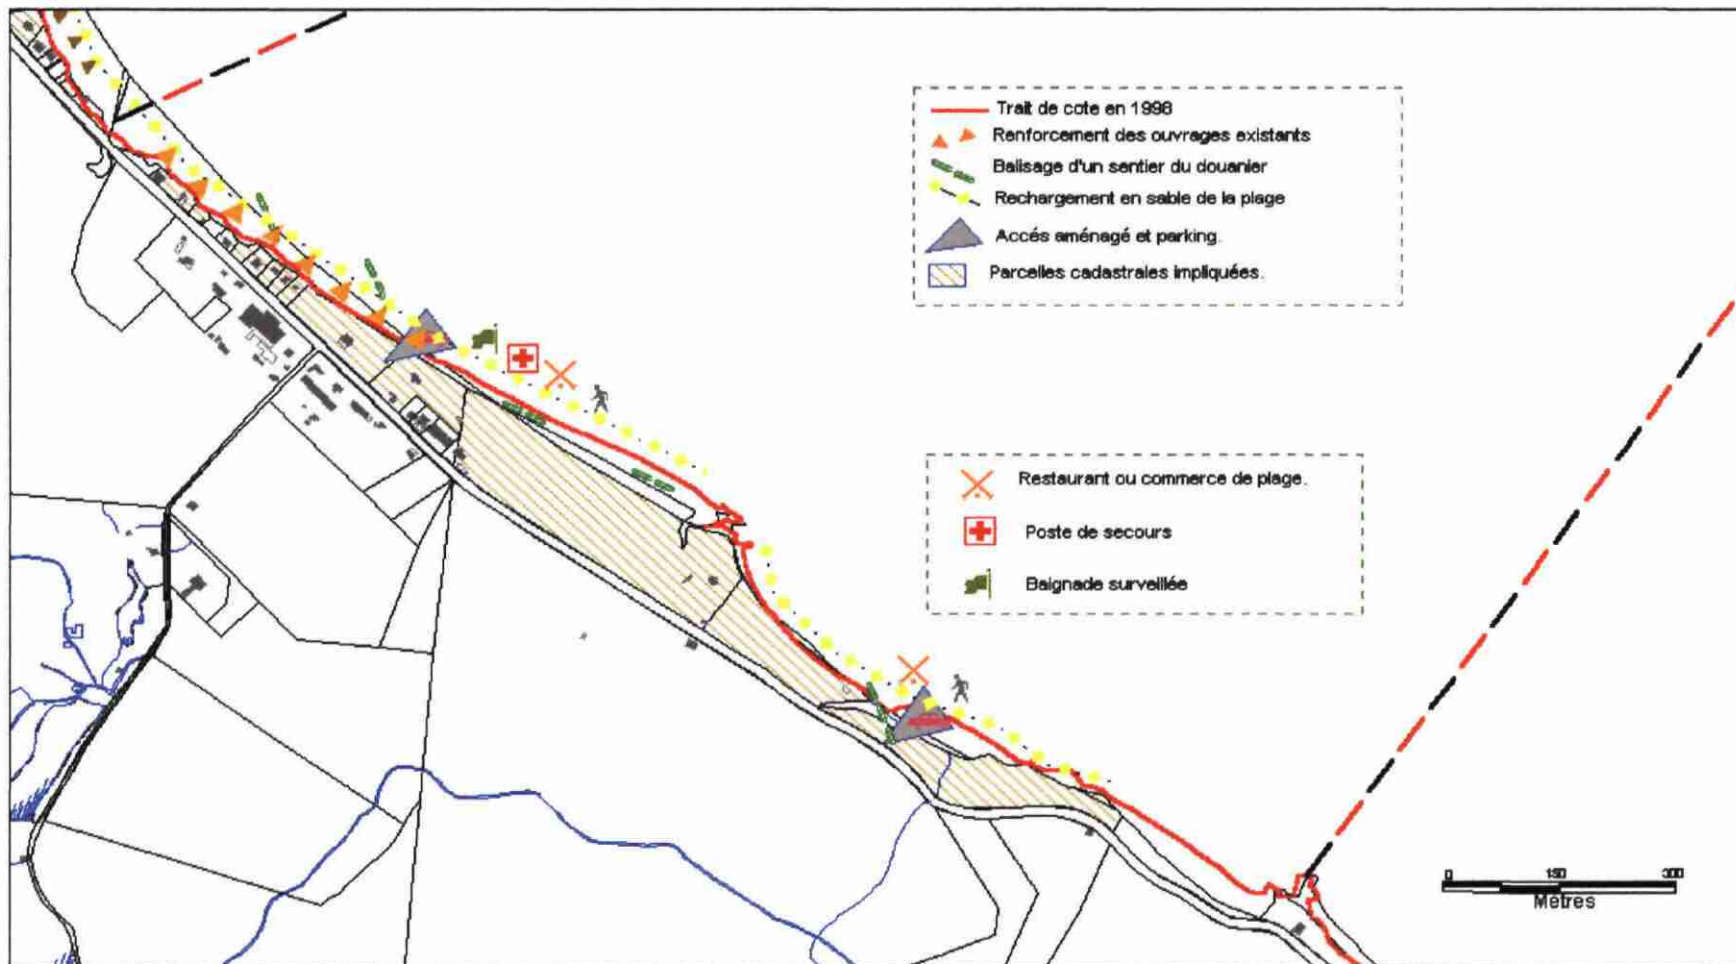 Trait de cote en 1998
Renforcement des ouvrages existants
Balisage d'un sentier du douanier
Rechargement en sable de la plage
Accés aménagé et parking.
Parcelles cadastrales impliquées.
Restaurant ou commerce de plage.
Poste de secours
Baignade surveillée
0 150 300
Mètres